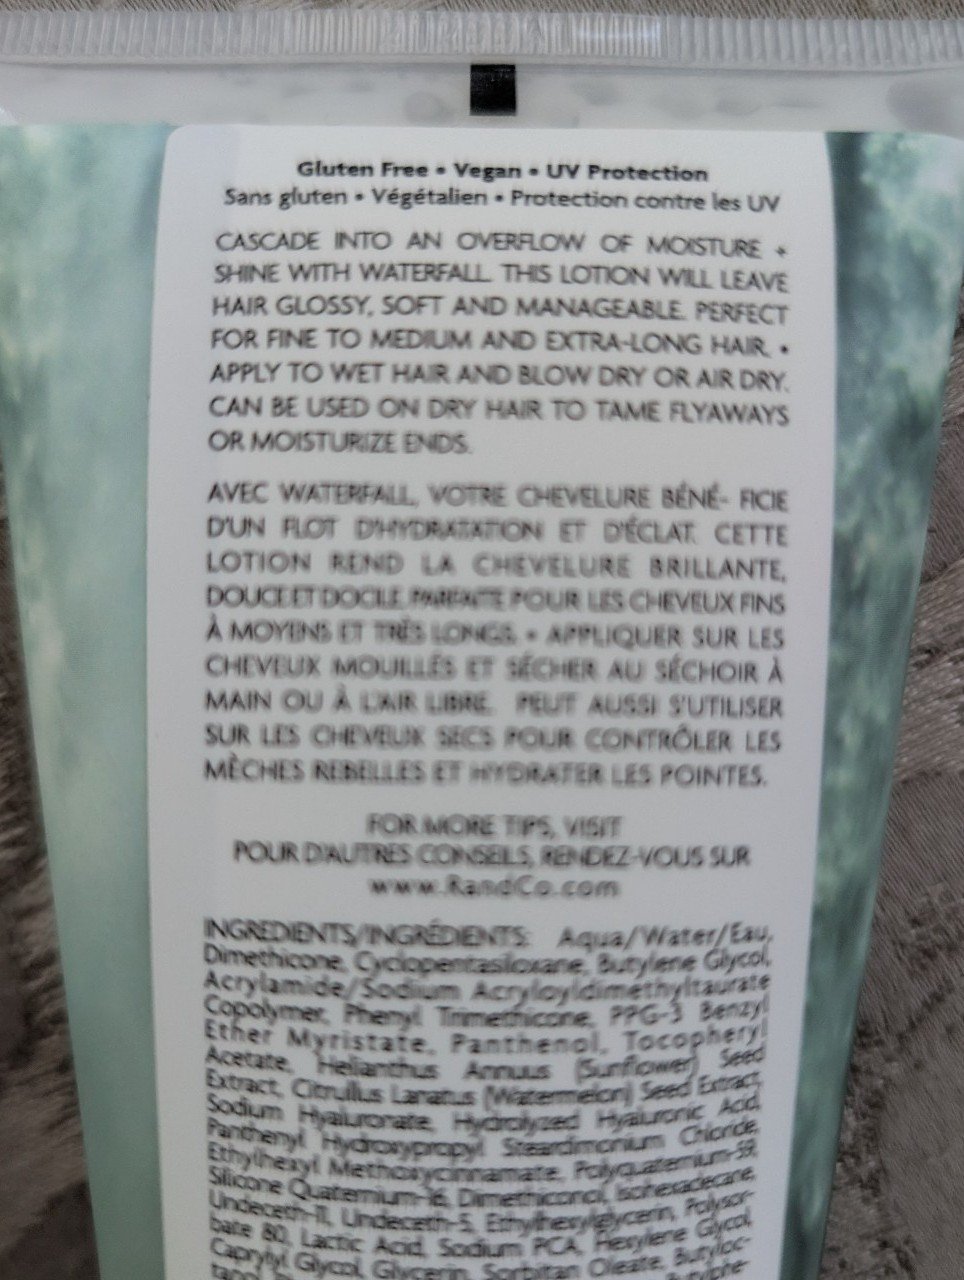 Gluten Free • Vegan • UV Protection
Sans gluten • Végétalien • Protection contre les UV
CASCADE INTO AN OVERFLOW OF MOISTURE +
SHINE WITH WATERFALL. THIS LOTION WILL LEAVE
HAIR GLOSSY, SOFT AND MANAGEABLE. PERFECT
FOR FINE TO MEDIUM AND EXTRA-LONG HAIR. •
APPLY TO WET HAIR AND BLOW DRY OR AIR DRY.
CAN BE USED ON DRY HAIR TO TAME FLYAWAYS
OR MOISTURIZE ENDS.
AVEC WATERFALL, VOTRE CHEVELURE BÉNÉ- FICIE
D'UN FLOT D'HYDRATATION ET D'ÉCLAT. CETTE
LOTION REND LA CHEVELURE BRILLANTE,
DOUCE ET DOCILE. PARFAITE POUR LES CHEVEUX FINS
À MOYENS ET TRÈS LONGS. • APPLIQUER SUR LES
CHEVEUX MOUILLÉS ET SÉCHER AU SÉCHOIR À
MAIN OU À L'AIR LIBRE. PEUT AUSSI S'UTILISER
SUR LES CHEVEUX SECS POUR CONTRÔLER LES
MÈCHES REBELLES ET HYDRATER LES POINTES.
FOR MORE TIPS, VISIT
POUR D'AUTRES CONSEILS, RENDEZ-VOUS SUR
www.RandCo.com
INGREDIENTS/INGRÉDIENTS: Aqua/Water/Eau,
Dimethicone, Cyclopentasiloxane, Butylene Glycol,
Acrylamide/Sodium Acryloyldimethyltaurate
Copolymer, Phenyl Trimethicone, PPG-3 Benzyl
Ether Myristate, Panthenol, Tocopheryl
Acetate, Helianthus Annuus (Sunflower) Seed
Extract, Citrullus Lanatus (Watermelon) Seed Extract,
Sodium Hyaluronate, Hydrolyzed Hyaluronic Acid,
Panthenyl Hydroxypropyl Steardimonium Chloride,
Ethylhexyl Methoxycinnamate, Polyquaternium-59,
Silicone Quaternium-16, Dimethiconol, Isohexadecane,
Undeceth-11, Undeceth-5, Ethylhexylglycerin, Polysor-
bate 80, Lactic Acid, Sodium PCA, Hexylene Glycol,
Caprylyl Glycol, Glycerin, Sorbitan Oleate, Butyloc-